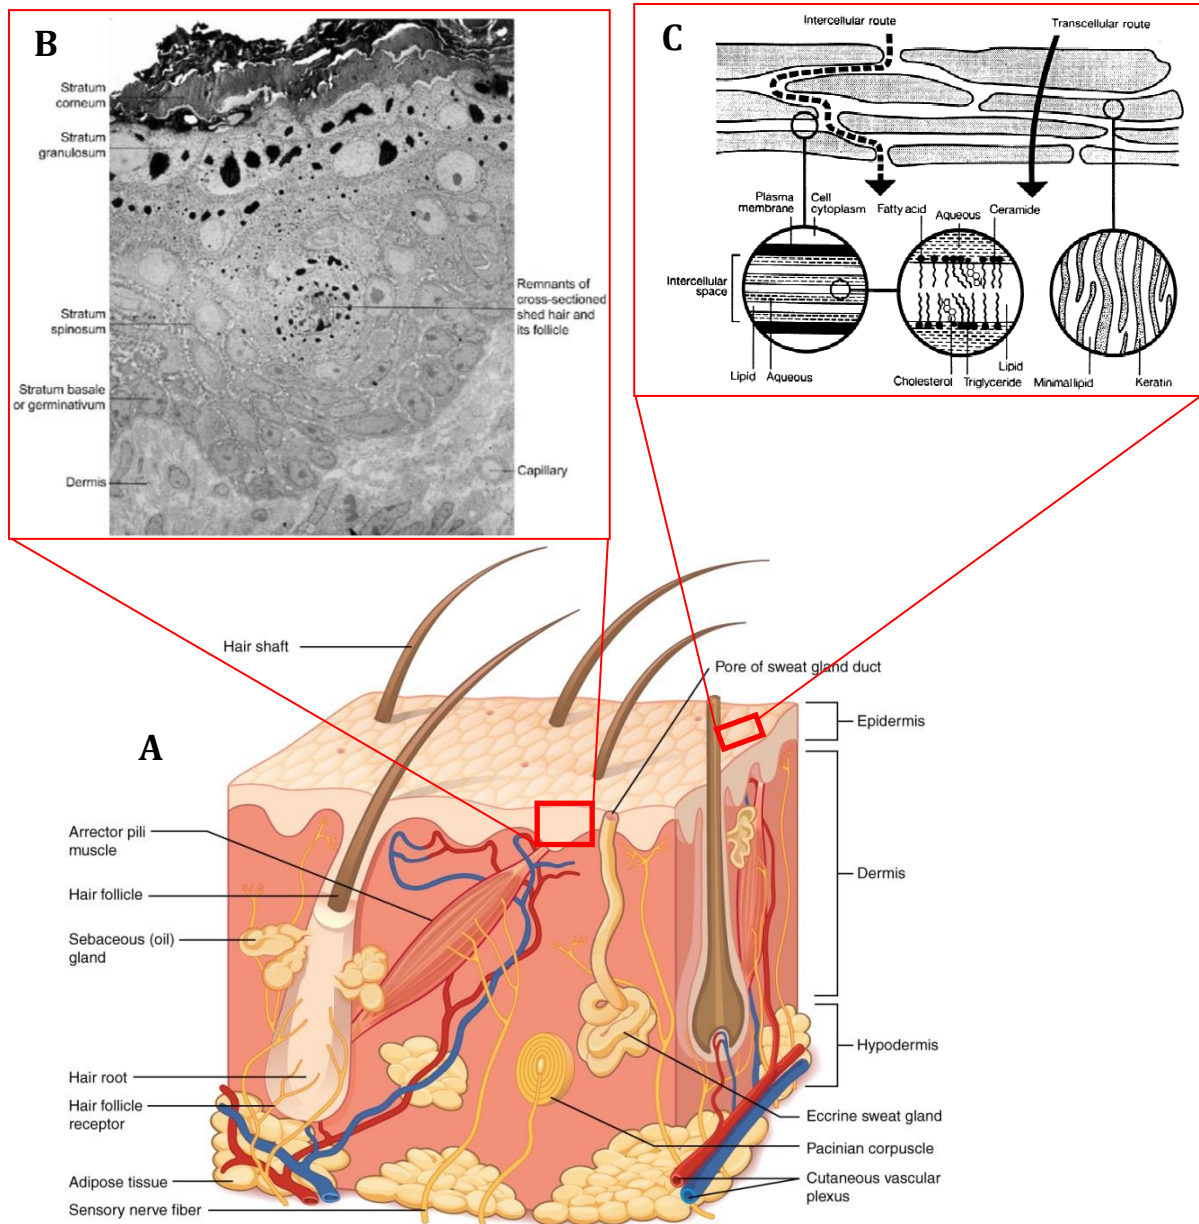 B
Stratum
corneum
Stratum
granulosum
Stratum
spinosum
Stratum basale
or germinativum
Dermis
Remnants of
cross-sectioned
shed hair and
its follicle
Capillary
C
Intercellular route
Transcellular route
Plasma
membrane
Cell
cytoplasm
Fatty acid
Aqueous
Ceramide
Intercellular
space
Lipid
Aqueous
Cholesterol
Triglyceride
Lipid
Minimal lipid
Keratin
A
Hair shaft
Arrector pili
muscle
Hair follicle
Sebaceous (oil)
gland
Hair root
Hair follicle
receptor
Adipose tissue
Sensory nerve fiber
Pore of sweat gland duct
Epidermis
Dermis
Hypodermis
Eccrine sweat gland
Pacinian corpuscle
Cutaneous vascular
plexus